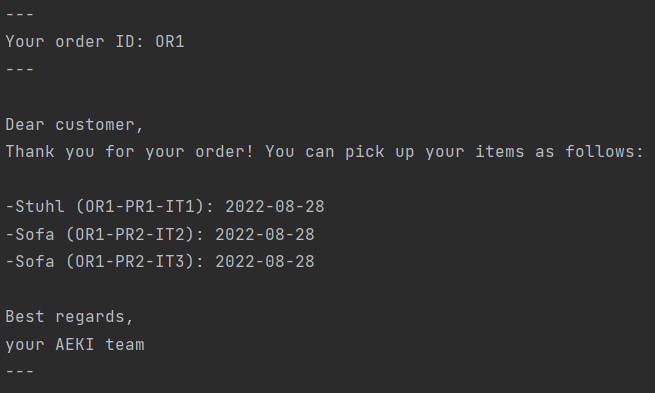 ---
Your order ID: OR1
---
Dear customer,
Thank you for your order! You can pick up your items as follows:
-Stuhl (OR1-PR1-IT1): 2022-08-28
-Sofa (OR1-PR2-IT2): 2022-08-28
-Sofa (OR1-PR2-IT3): 2022-08-28
Best regards,
your AEKI team
---